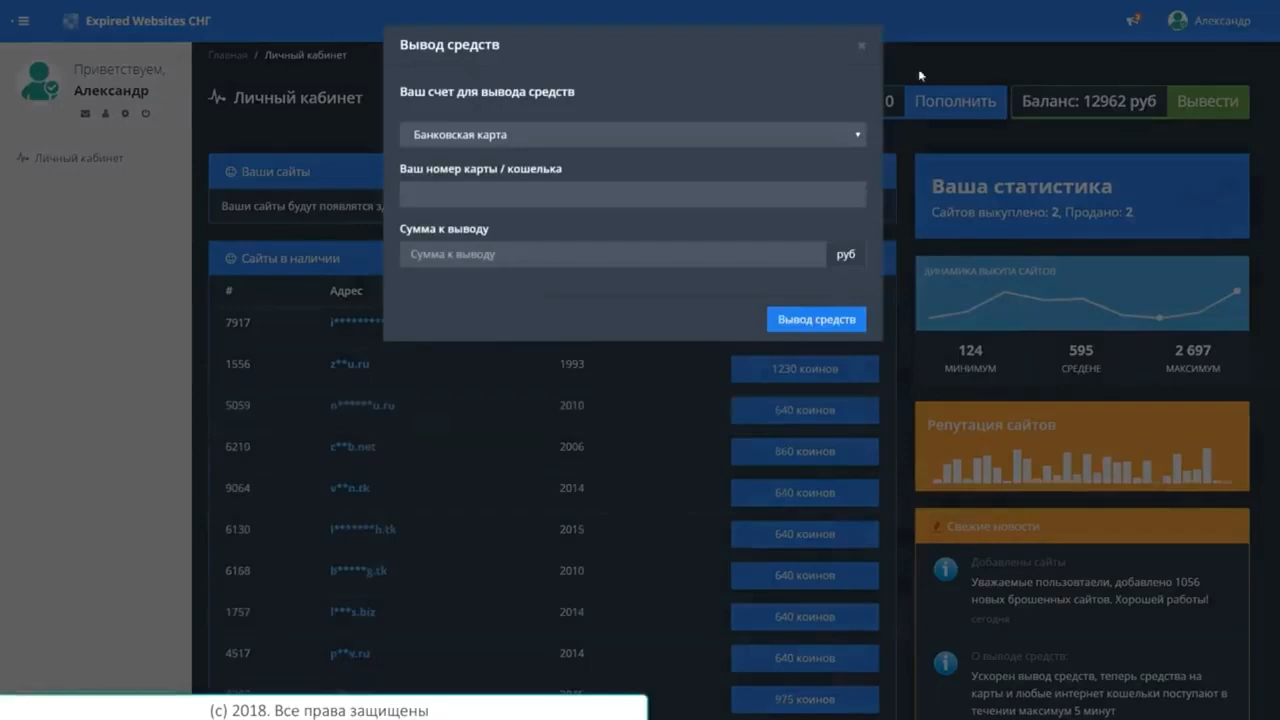 Expired Websites СНГ
Александр
Приветствуем,
Александр
Личный кабинет
Главная / Личный кабинет
Личный кабинет
0 Пополнить
Баланс: 12962 руб Вывести
Вывод средств
×
Ваш счет для вывода средств
Банковская карта
Ваш номер карты / кошелька
Сумма к выводу
Сумма к выводу руб
Вывод средств
Ваши сайты
Ваши сайты будут появлятся
Сайты в наличии
# Адрес
7917 i********
1556 z**u.ru 1993 1230 коинов
5059 n******u.ru 2010 640 коинов
6210 c**b.net 2006 860 коинов
9064 v**n.tk 2014 640 коинов
6130 i*******h.tk 2015 640 коинов
6168 b*****g.tk 2010 640 коинов
1757 l***s.biz 2014 640 коинов
4517 p**v.ru 2014 640 коинов
975 коинов
Ваша статистика
Сайтов выкуплено: 2, Продано: 2
ДИНАМИКА ВЫКУПА САЙТОВ
124 595 2 697
МИНИМУМ СРЕДЕНЕ МАКСИМУМ
Репутация сайтов
Свежие новости
Добавлены сайты
Уважаемые пользовтаели, добавлено 1056
новых брошенных сайтов. Хорошей работы!
сегодня
О выводе средств:
Ускорен вывод средств, теперь средства на
карты и любые интернет кошельки поступают в
течении максимум 5 минут
(c) 2018. Все права защищены